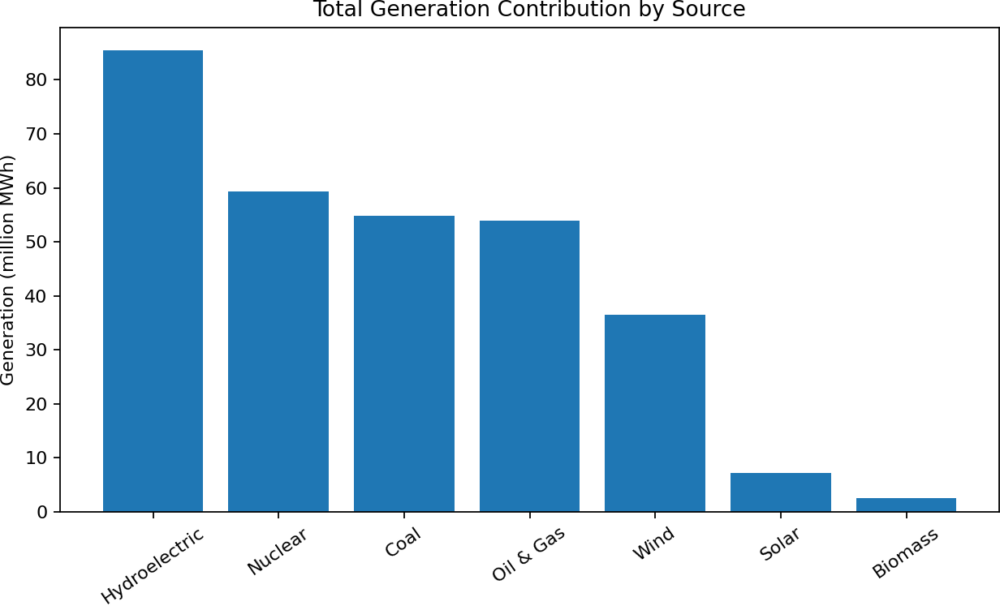 Total Generation Contribution by Source
Generation (million MWh)
80
70
60
50
40
30
20
10
0
Hydroelectric
Nuclear
Coal
Oil & Gas
Wind
Solar
Biomass